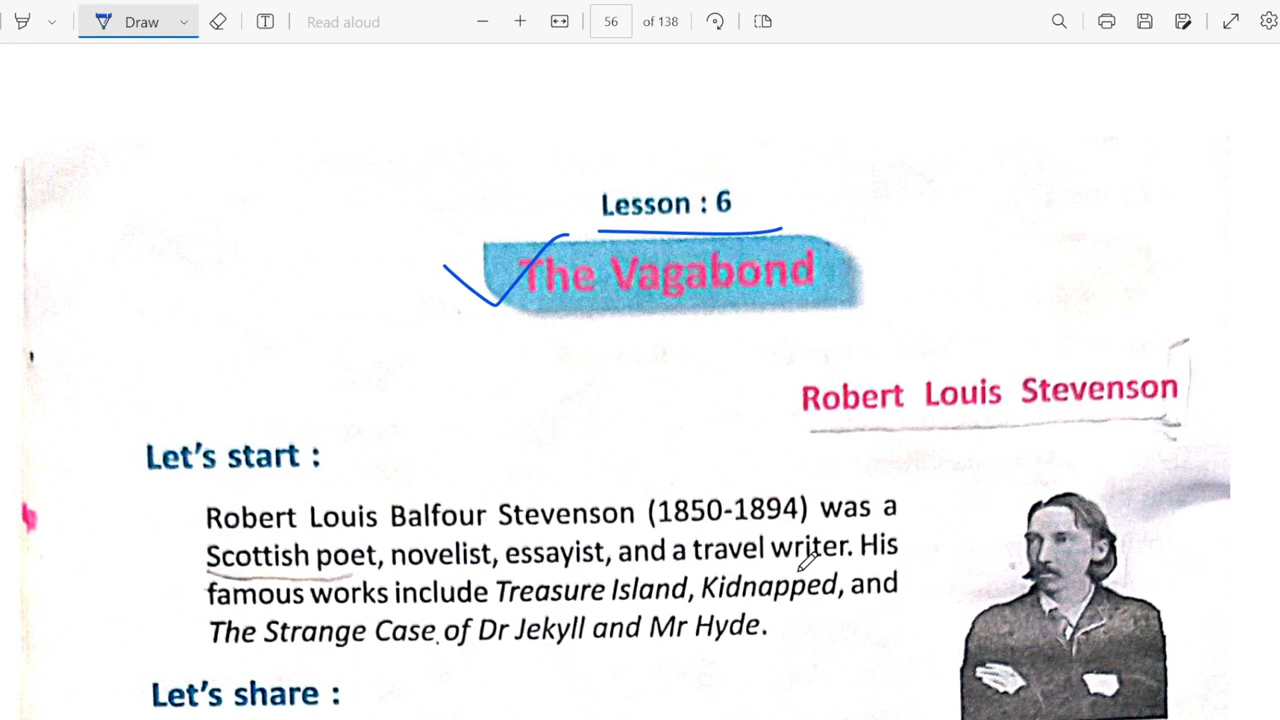 Draw
Read aloud
56 of 138
Lesson : 6
The Vagabond
Robert Louis Stevenson
Let's start :
Robert Louis Balfour Stevenson (1850-1894) was a
Scottish poet, novelist, essayist, and a travel writer. His
famous works include Treasure Island, Kidnapped, and
The Strange Case of Dr Jekyll and Mr Hyde.
Let's share :